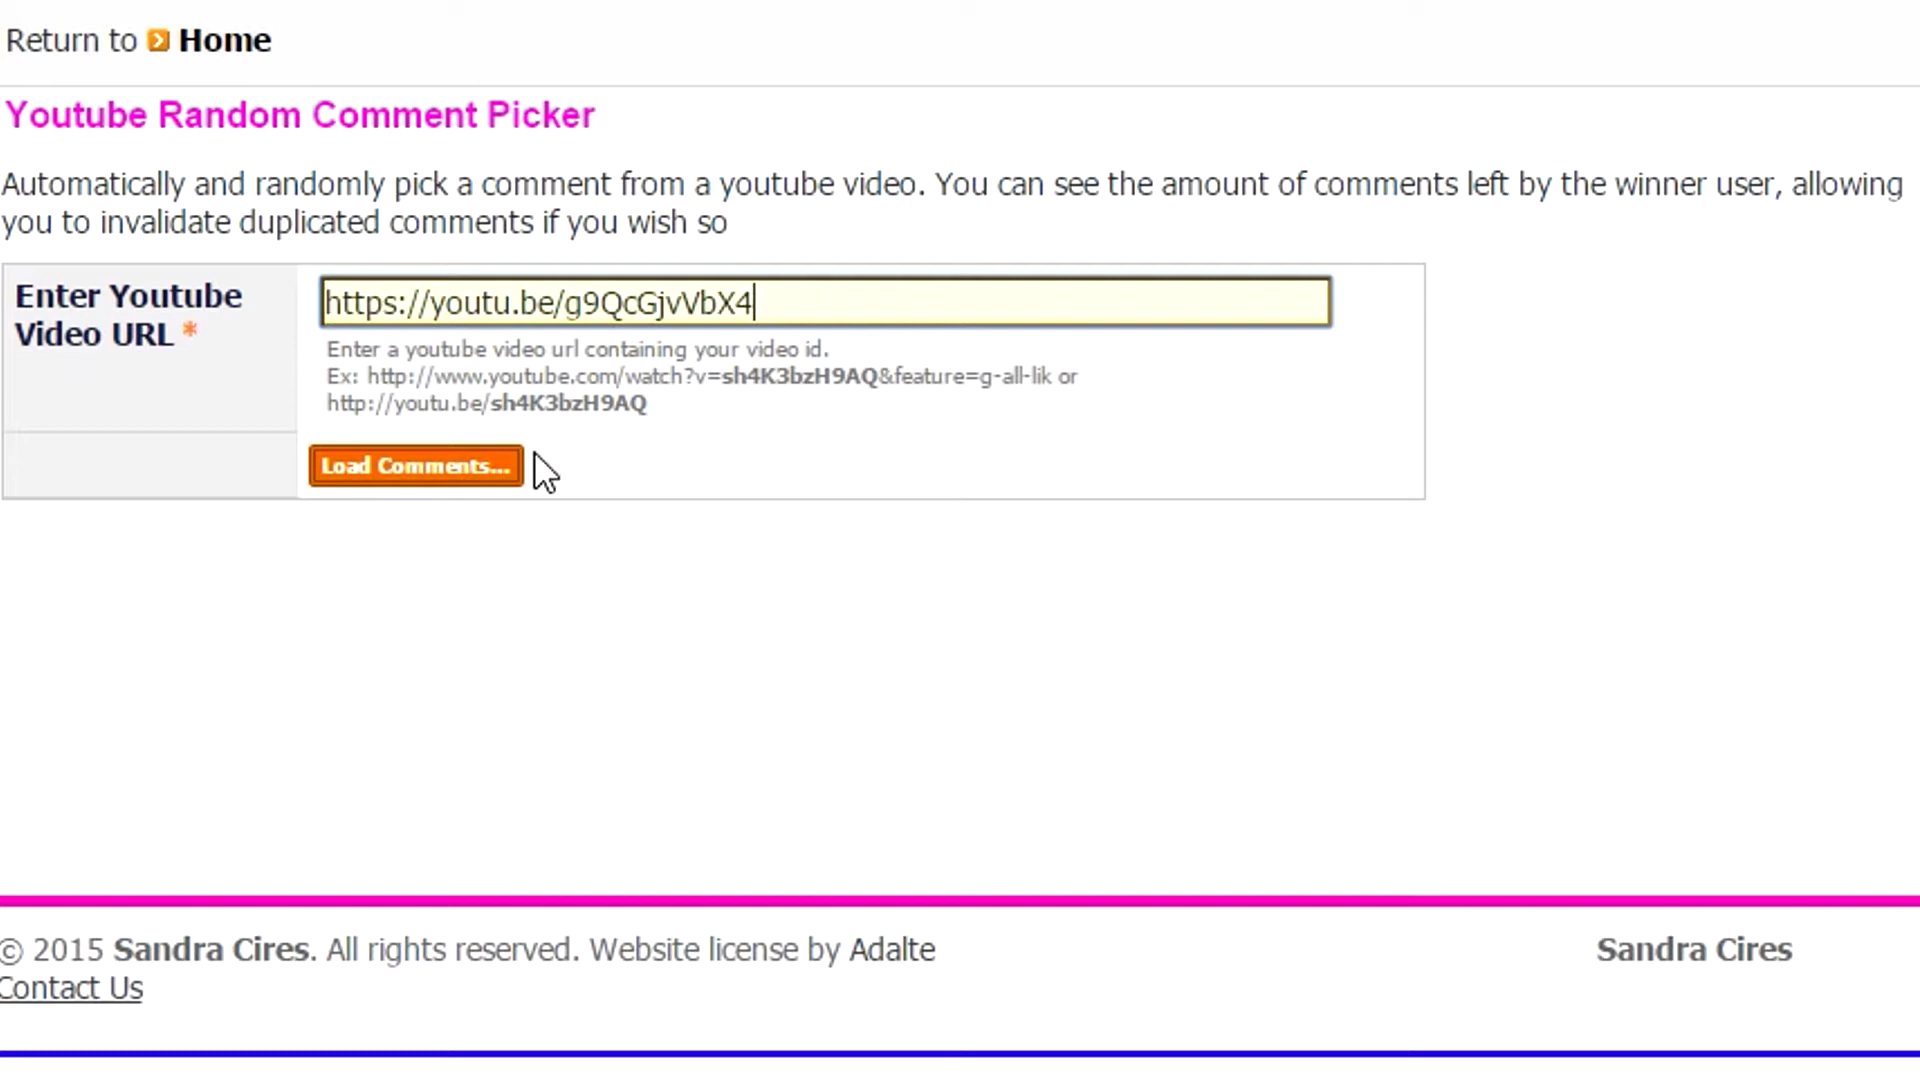 Return to Home
Youtube Random Comment Picker
Automatically and randomly pick a comment from a youtube video. You can see the amount of comments left by the winner user, allowing
you to invalidate duplicated comments if you wish so
Enter Youtube
Video URL *
https://youtu.be/g9QcGjvVbX4
Enter a youtube video url containing your video id.
Ex: http://www.youtube.com/watch?v=sh4K3bzH9AQ&feature=g-all-lik or
http://youtu.be/sh4K3bzH9AQ
Load Comments...
© 2015 Sandra Cires. All rights reserved. Website license by Adalte
Sandra Cires
Contact Us